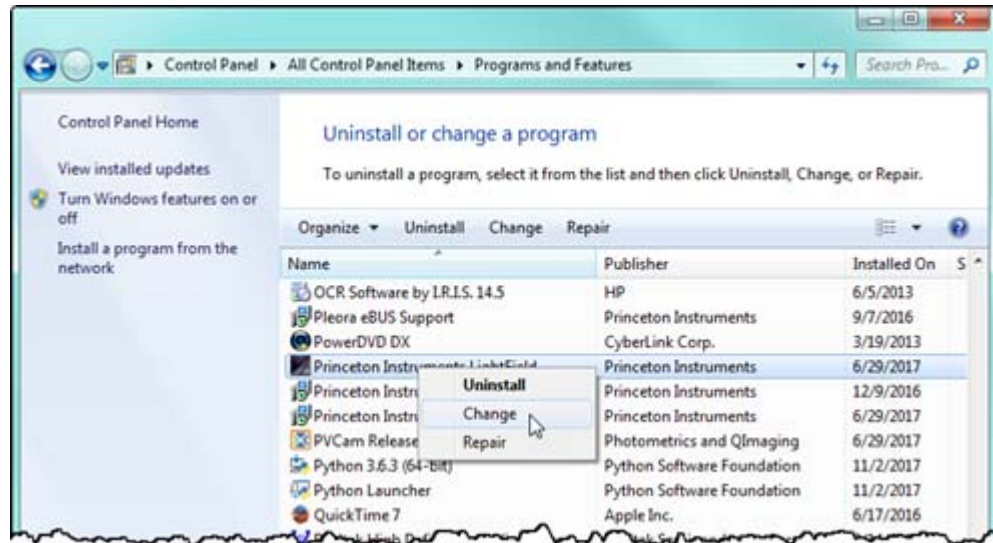 Control Panel ▸ All Control Panel Items ▸ Programs and Features
Search Pro...
Control Panel Home
View installed updates
Turn Windows features on or
off
Install a program from the
network
Uninstall or change a program
To uninstall a program, select it from the list and then click Uninstall, Change, or Repair.
Organize Uninstall Change Repair
Name Publisher Installed On S
OCR Software by I.R.I.S. 14.5 HP 6/5/2013
Pleora eBUS Support Princeton Instruments 9/7/2016
PowerDVD DX CyberLink Corp. 3/19/2013
Princeton Instruments LightField Princeton Instruments 6/29/2017
Princeton Instru Princeton Instruments 12/9/2016
Princeton Instru Princeton Instruments 6/29/2017
PVCam Release Photometrics and QImaging 6/29/2017
Python 3.6.3 (64-bit) Python Software Foundation 11/2/2017
Python Launcher Python Software Foundation 11/2/2017
QuickTime 7 Apple Inc. 6/17/2016
Uninstall
Change
Repair